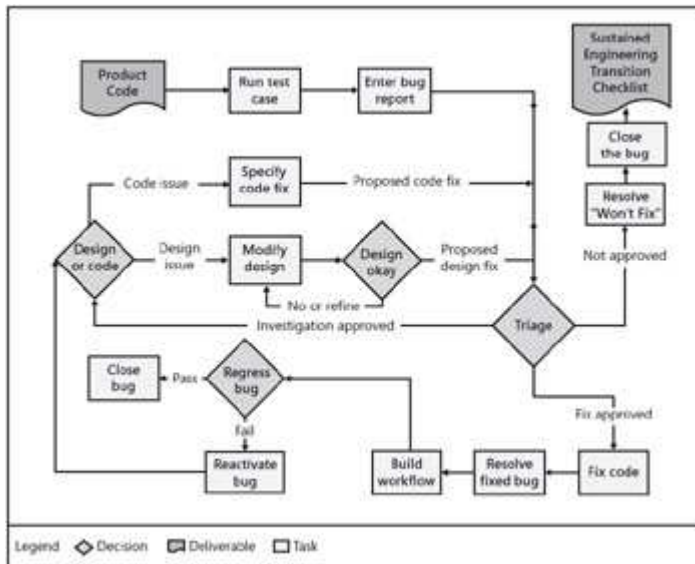 Product
Code
Run test
case
Enter bug
report
Sustained
Engineering
Transition
Checklist
Close
the bug
Resolve
"Won't Fix"
Not approved
Code issue
Specify
code fix
Proposed code fix
Design
or code
Design
issue
Modify
design
Design
okay
Proposed
design fix
No or refine
Investigation approved
Triage
Close
bug
Pass
Regress
bug
Fail
Fix approved
Reactivate
bug
Build
workflow
Resolve
fixed bug
Fix code
Legend
Decision
Deliverable
Task